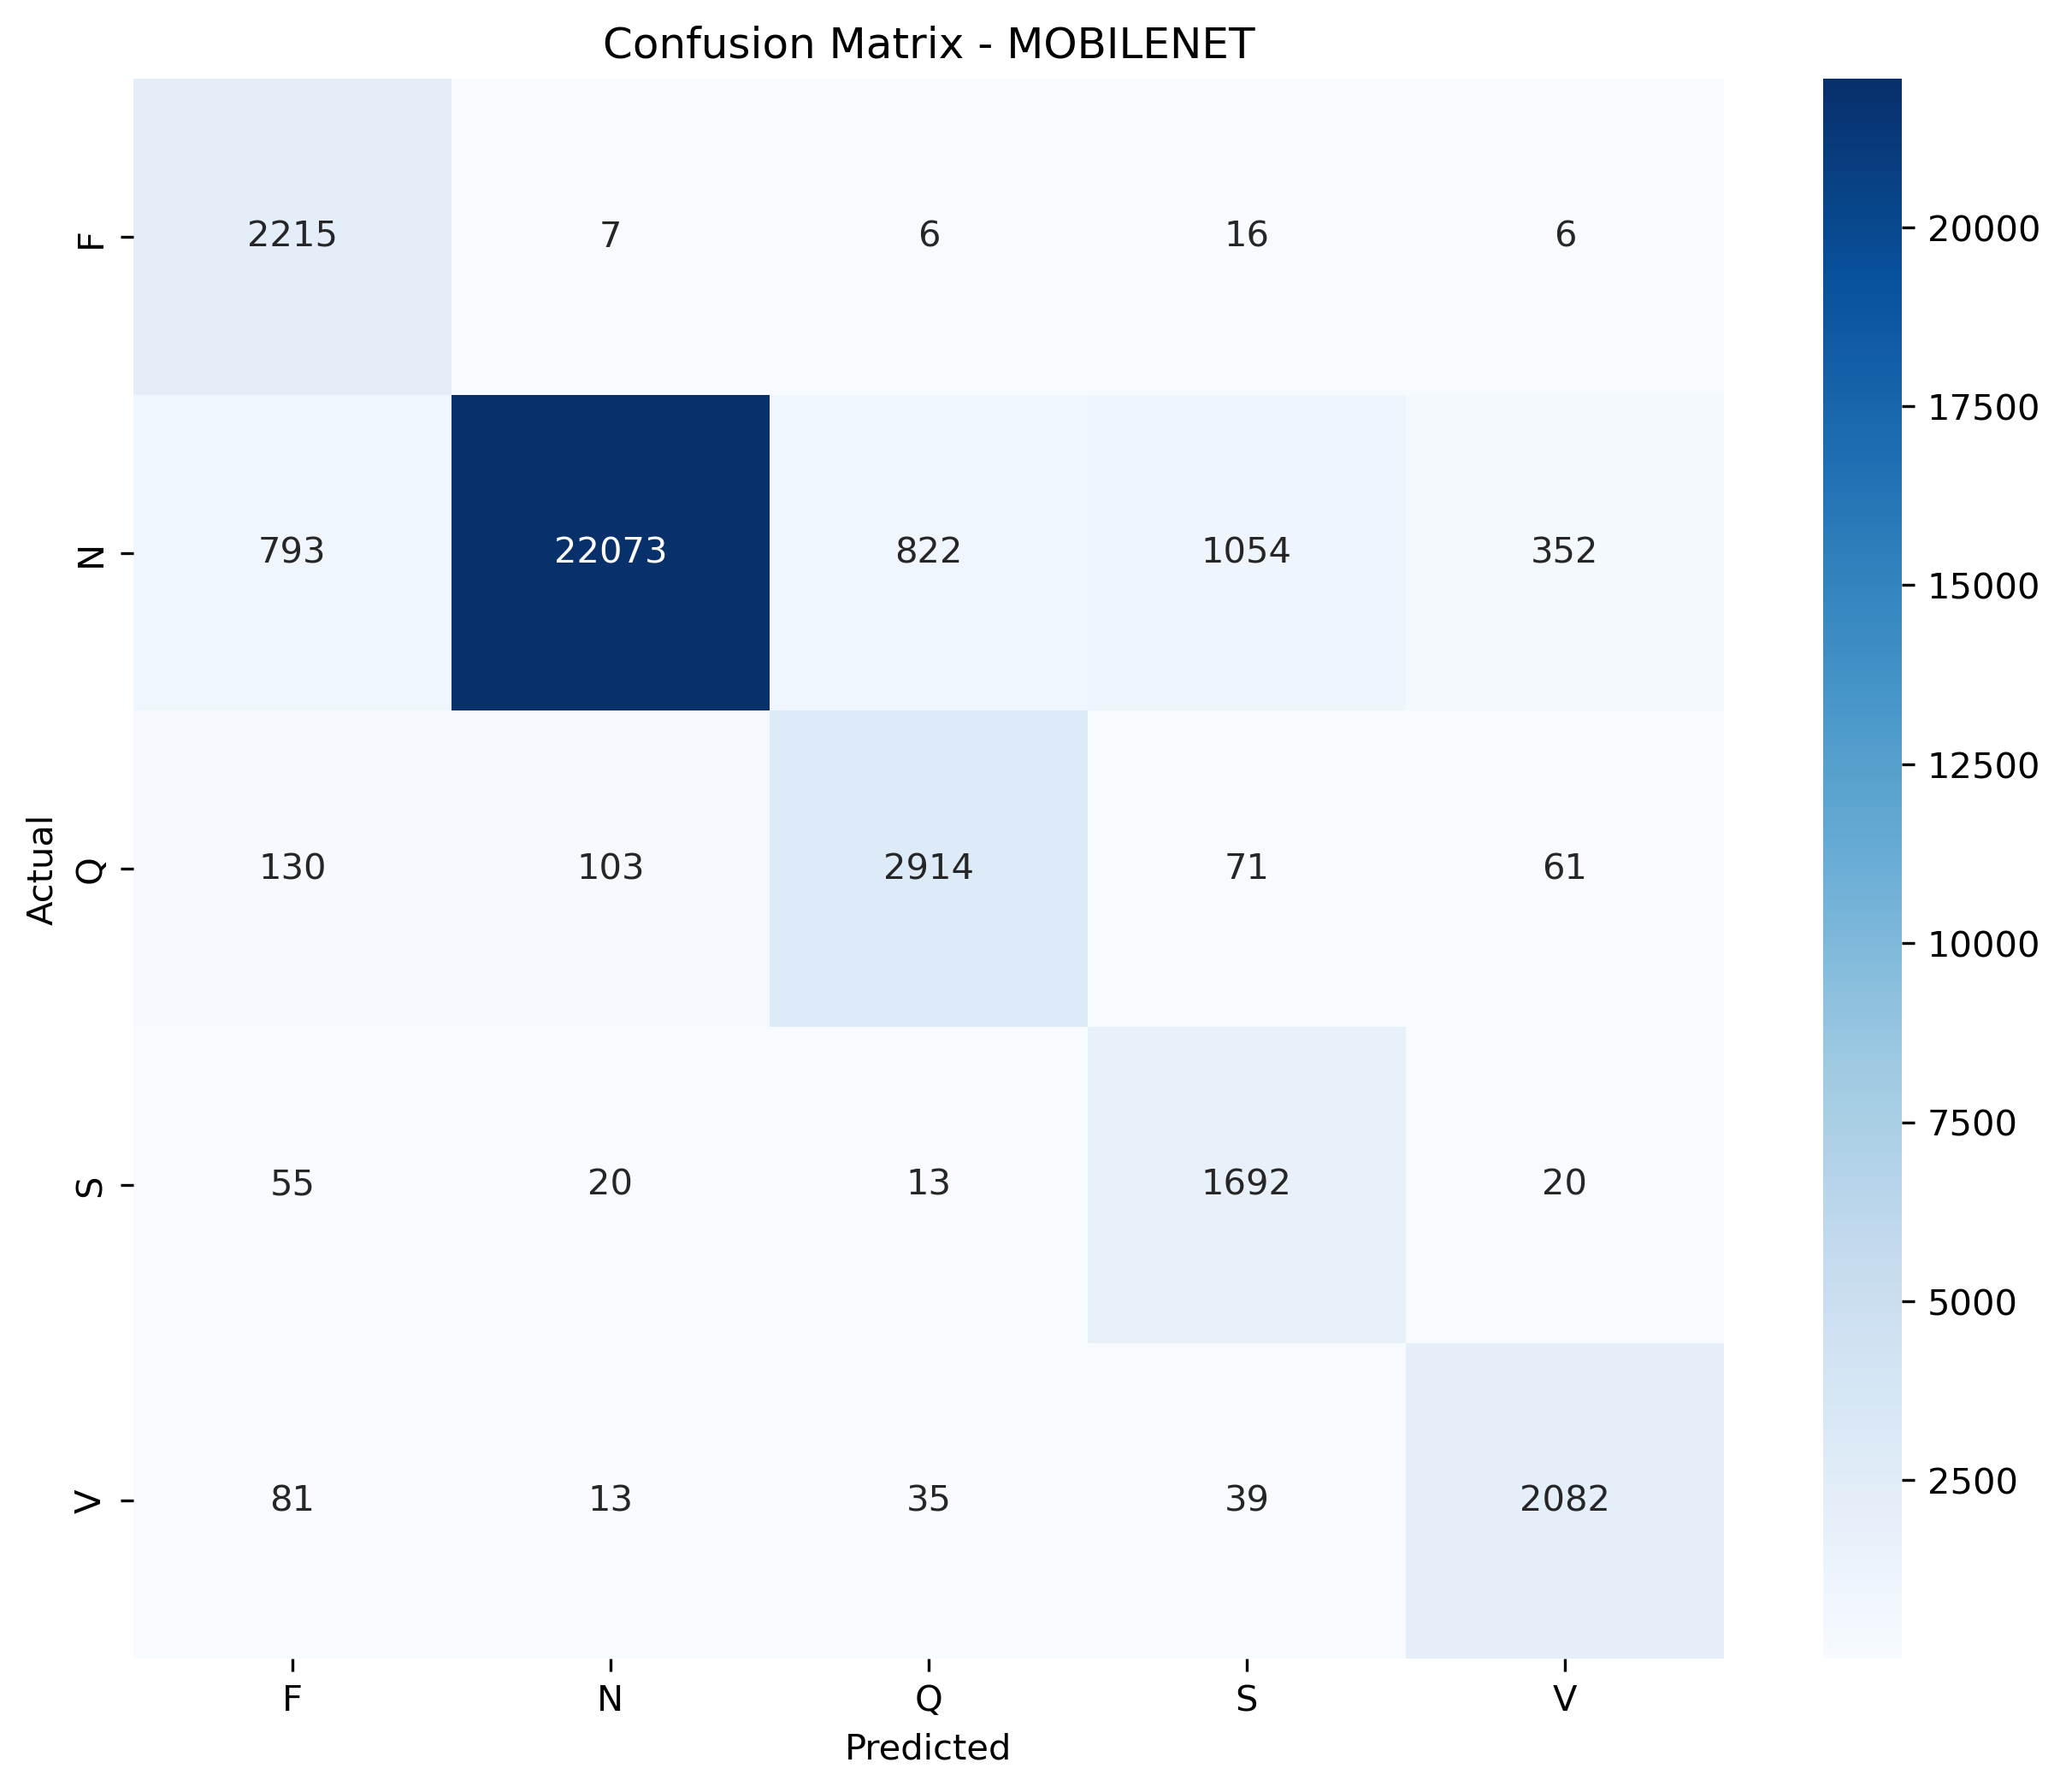 Confusion Matrix - MOBILENET
F 2215 7 6 16 6
N 793 22073 822 1054 352
Q 130 103 2914 71 61
S 55 20 13 1692 20
V 81 13 35 39 2082
F N Q S V
Predicted
Actual
20000
17500
15000
12500
10000
7500
5000
2500